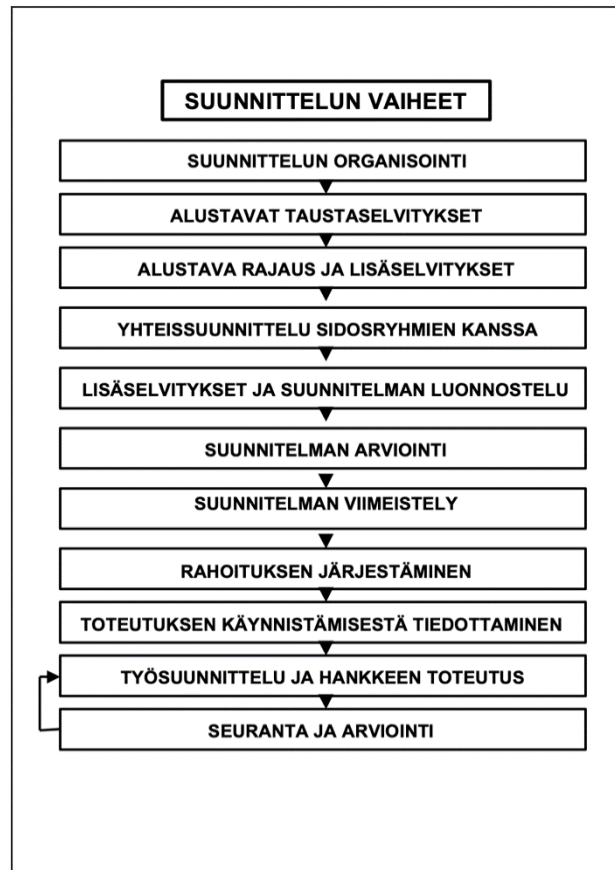 SUUNNITTELUN VAIHEET
SUUNNITTELUN ORGANISOINTI
ALUSTAVAT TAUSTASELVITYKSET
ALUSTAVA RAJAUS JA LISÄSELVITYKSET
YHTEISSUUNNITTELU SIDOSRYHMIEN KANSSA
LISÄSELVITYKSET JA SUUNNITELMAN LUONNOSTELU
SUUNNITELMAN ARVIOINTI
SUUNNITELMAN VIIMEISTELY
RAHOITUKSEN JÄRJESTÄMINEN
TOTEUTUKSEN KÄYNNISTÄMISESTÄ TIEDOTTAMINEN
TYÖSUUNNITTELU JA HANKKEEN TOTEUTUS
SEURANTA JA ARVIOINTI